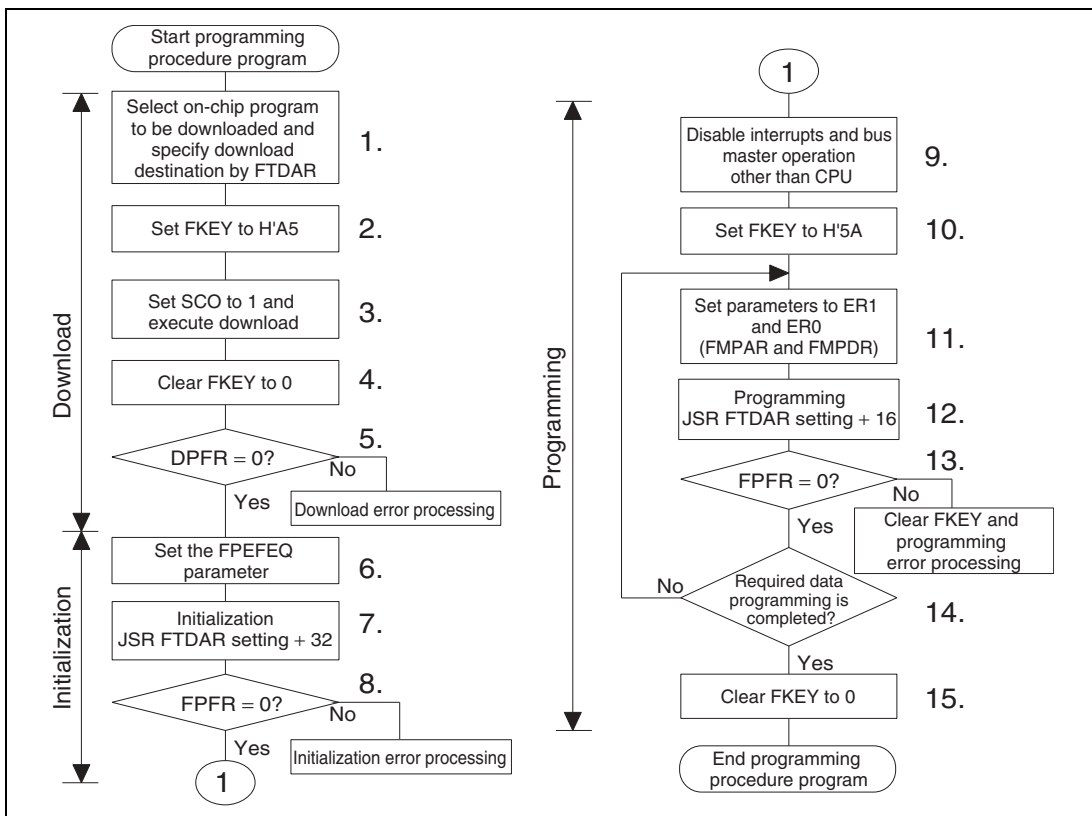 Start programming
procedure program
Download
Select on-chip program
to be downloaded and
specify download
destination by FTDAR
1.
Set FKEY to H'A5
2.
Set SCO to 1 and
execute download
3.
Clear FKEY to 0
4.
DPFR = 0?
5.
No
Yes
Download error processing
Initialization
Set the FPEFEQ
parameter
6.
Initialization
JSR FTDAR setting + 32
7.
FPFR = 0?
8.
No
Yes
Initialization error processing
1
1
Programming
Disable interrupts and bus
master operation
other than CPU
9.
Set FKEY to H'5A
10.
Set parameters to ER1
and ER0
(FMPAR and FMPDR)
11.
Programming
JSR FTDAR setting + 16
12.
FPFR = 0?
13.
No
Yes
Clear FKEY and
programming
error processing
No
Required data
programming is
completed?
14.
Yes
Clear FKEY to 0
15.
End programming
procedure program